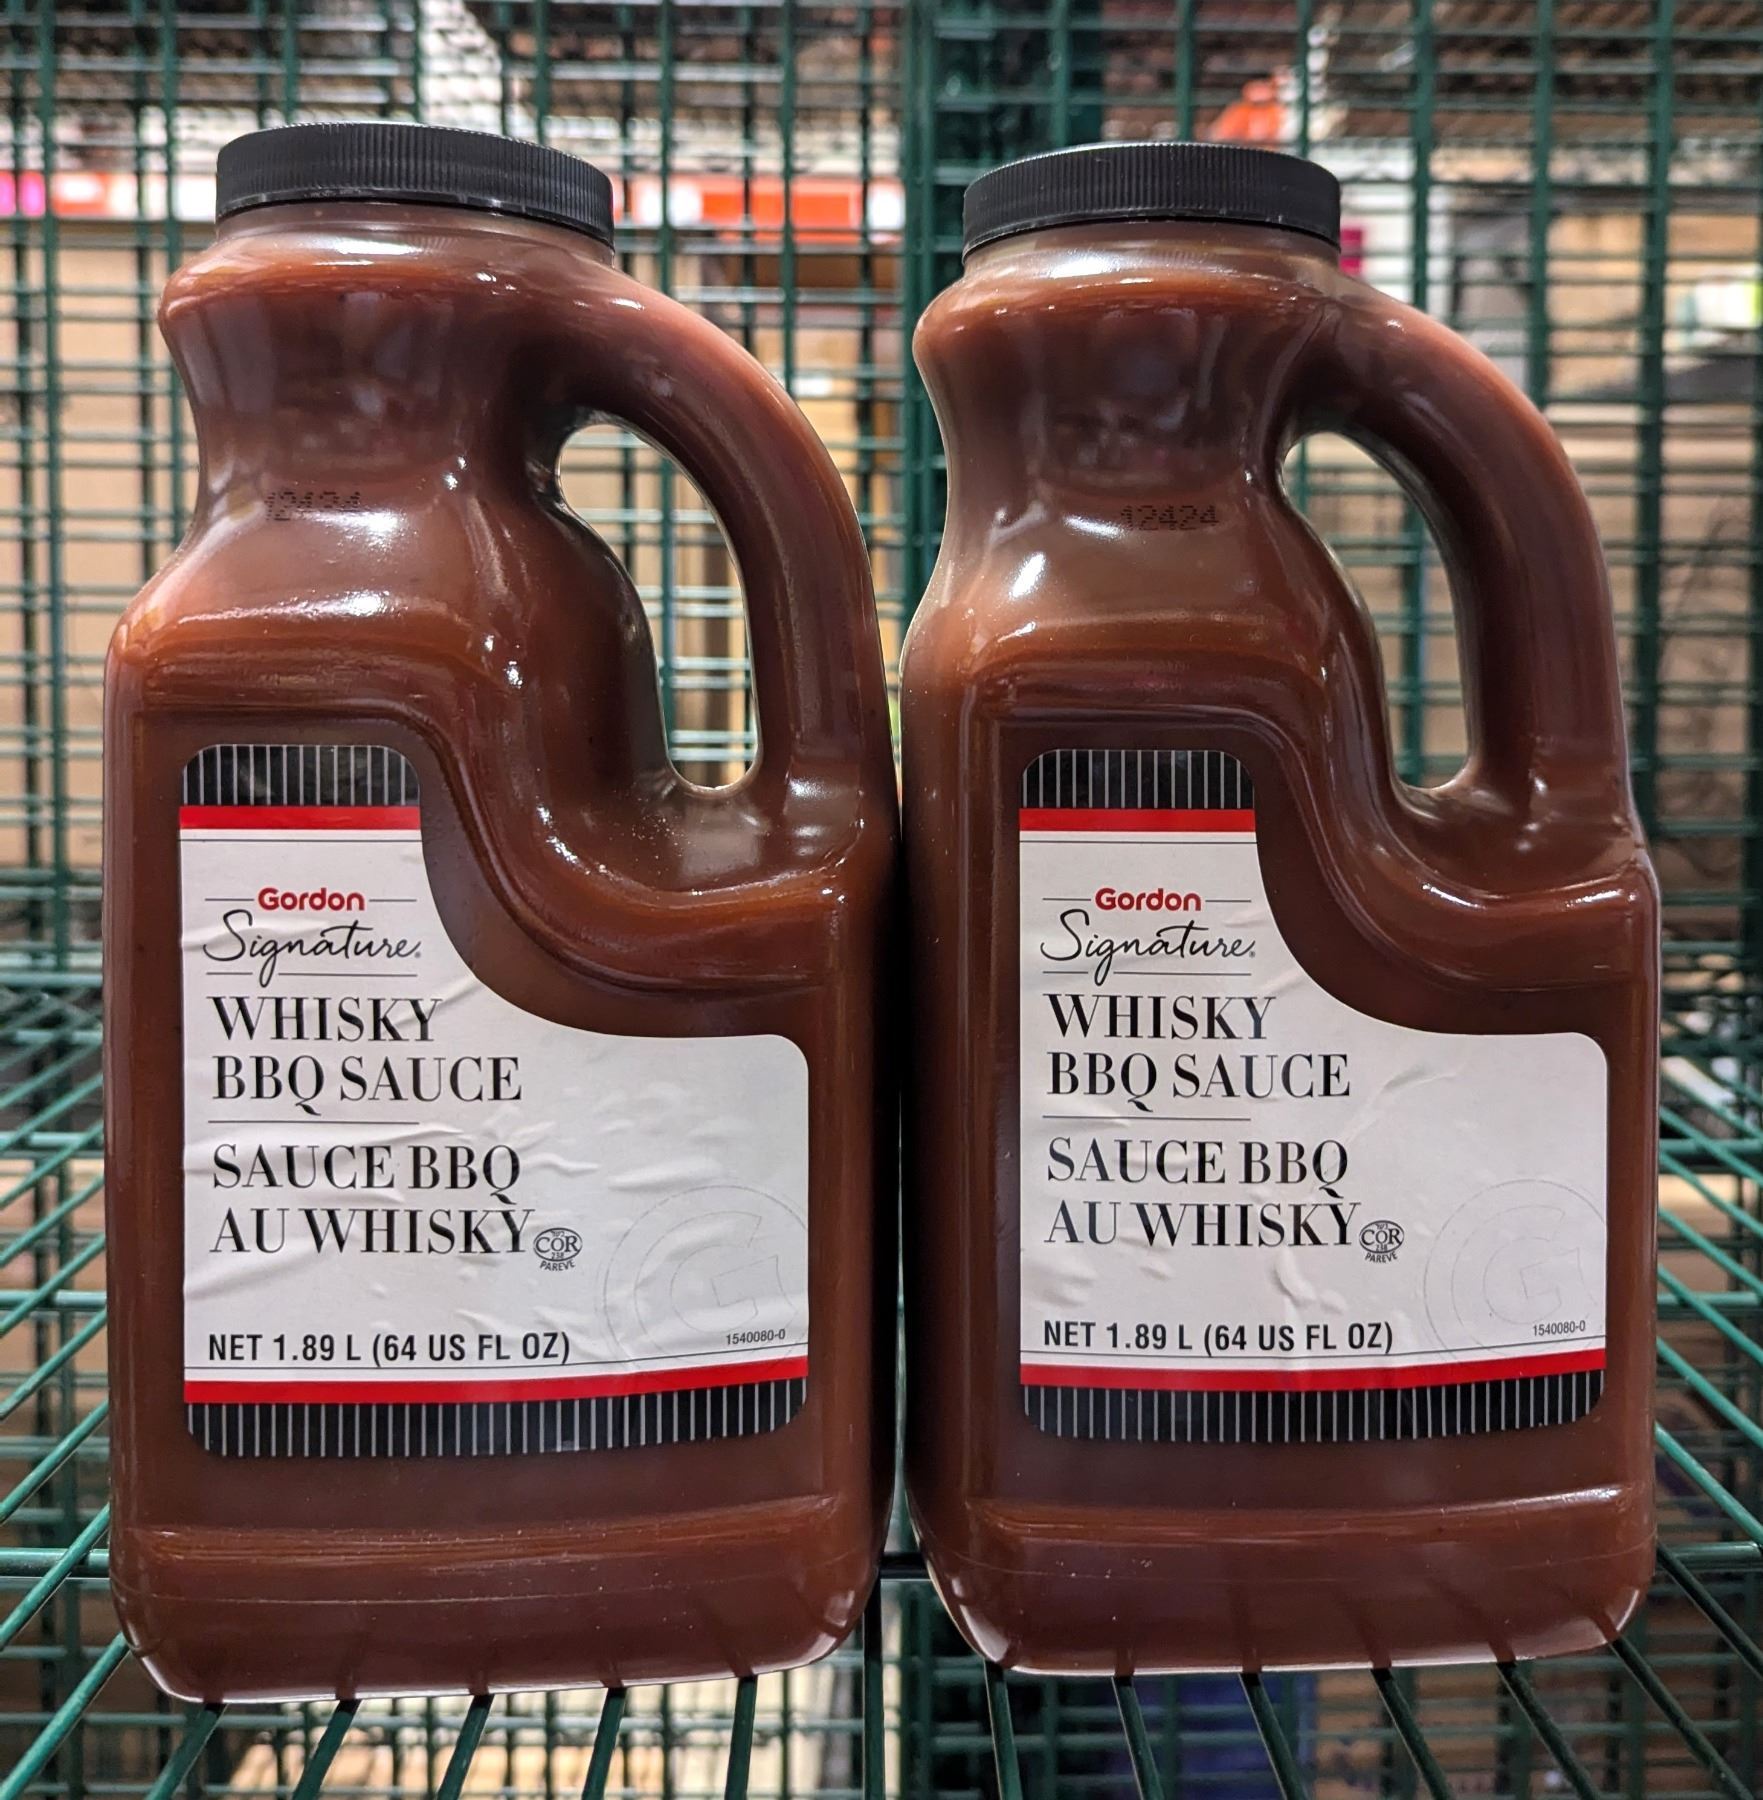 12424
Gordon
Signature®
WHISKY
BBQ SAUCE
SAUCE BBQ
AU WHISKY
COR
238
PAREVE
NET 1.89 L (64 US FL OZ)
1540080-0
12424
Gordon
Signature®
WHISKY
BBQ SAUCE
SAUCE BBQ
AU WHISKY
COR
238
PAREVE
NET 1.89 L (64 US FL OZ)
1540080-0